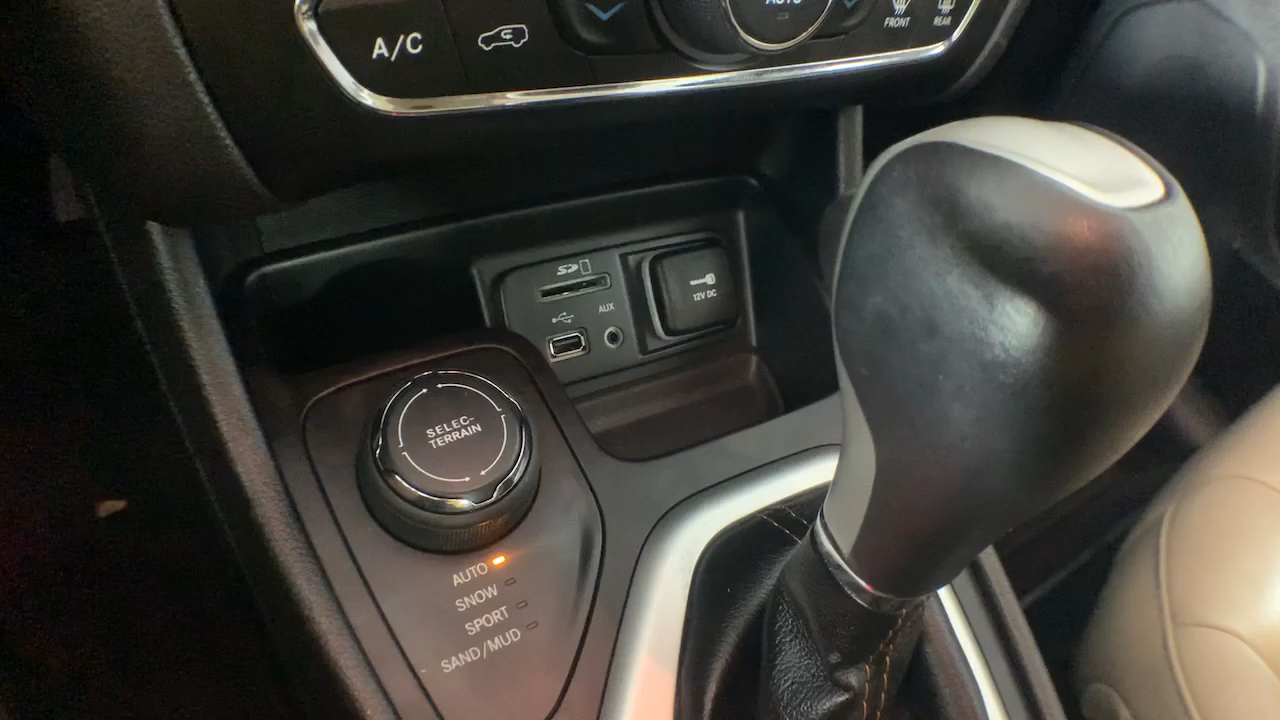 AUTO
A/C
FRONT
REAR
SD
AUX
12V DC
SELEC-
TERRAIN
AUTO
SNOW
SPORT
SAND/MUD